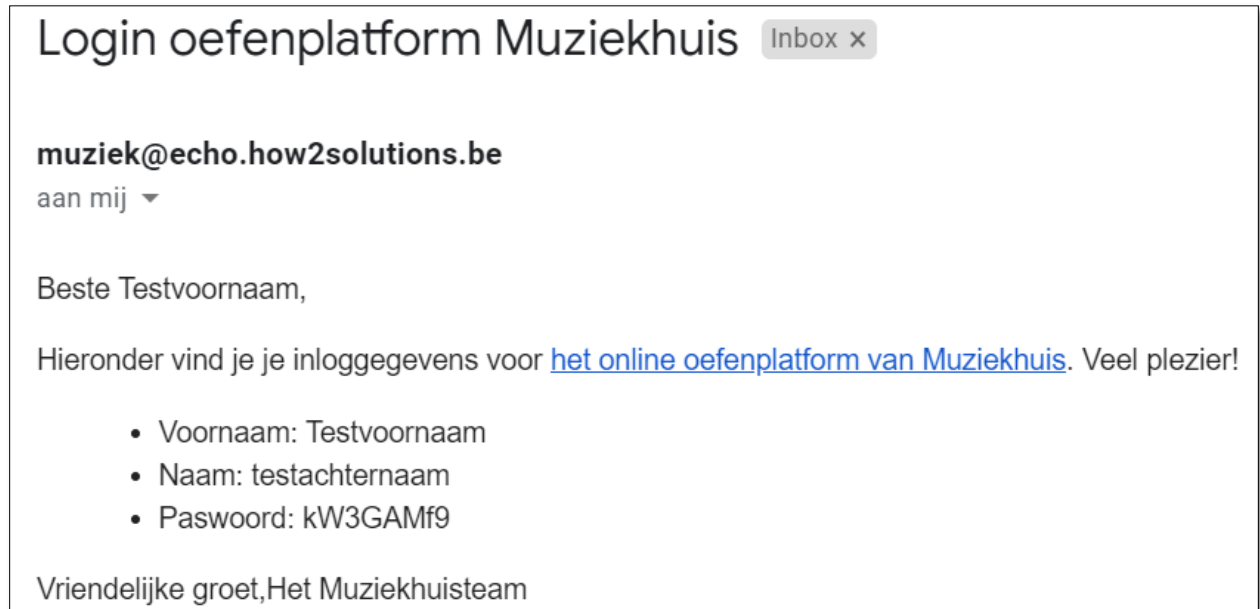 Login oefenplatform Muziekhuis Inbox x
muziek@echo.how2solutions.be
aan mij
Beste Testvoornaam,
Hieronder vind je je inloggegevens voor het online oefenplatform van Muziekhuis. Veel plezier!
• Voornaam: Testvoornaam
• Naam: testachternaam
• Paswoord: kW3GAMf9
Vriendelijke groet,Het Muziekhuisteam